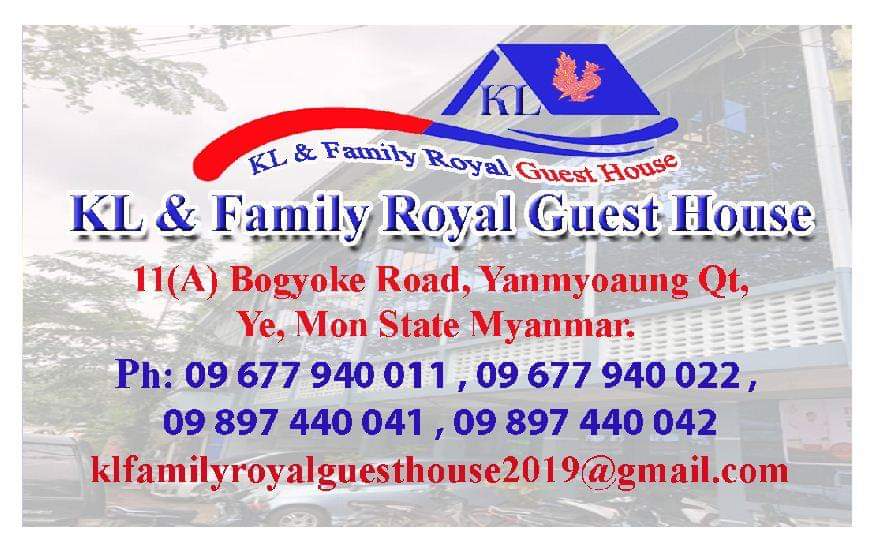 KL
KL & Family Royal Guest House
KL & Family Royal Guest House
11(A) Bogyoke Road, Yanmyoaung Qt,
Ye, Mon State Myanmar.
Ph: 09 677 940 011 , 09 677 940 022 ,
09 897 440 041 , 09 897 440 042
klfamilyroyalguesthouse2019@gmail.com